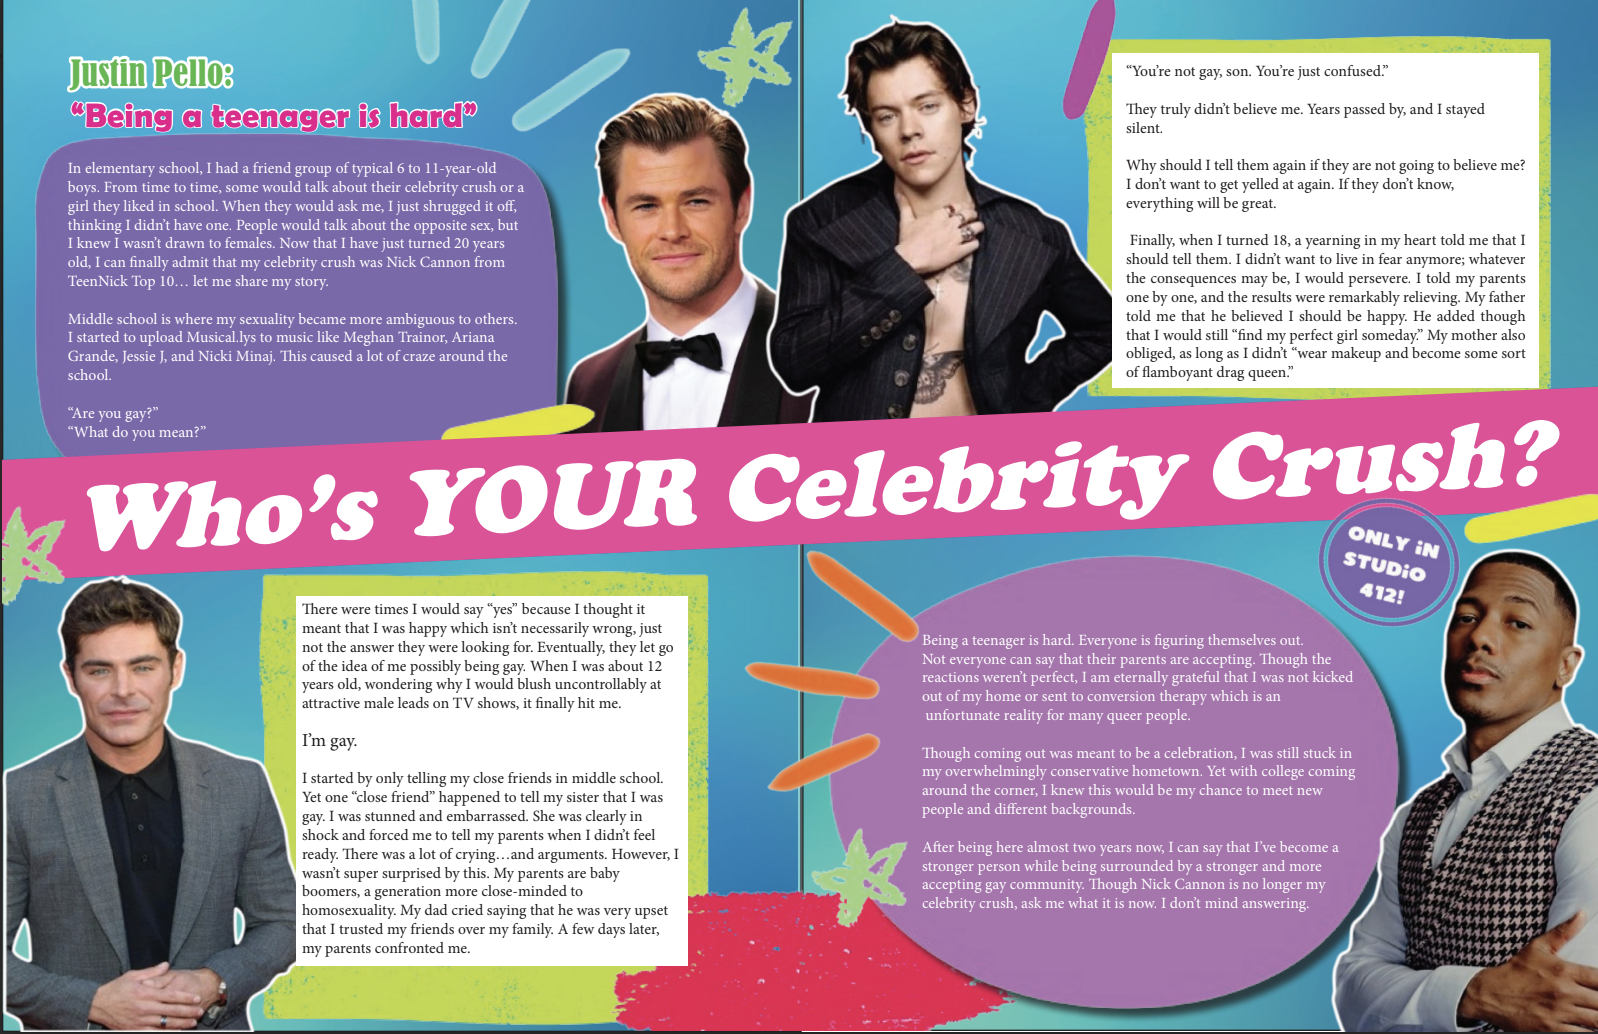 Justin Pello:
“Being a teenager is hard”
In elementary school, I had a friend group of typical 6 to 11-year-old
boys. From time to time, some would talk about their celebrity crush or a
girl they liked in school. When they would ask me, I just shrugged it off,
thinking I didn’t have one. People would talk about the opposite sex, but
I knew I wasn’t drawn to females. Now that I have just turned 20 years
old, I can finally admit that my celebrity crush was Nick Cannon from
TeenNick Top 10… let me share my story.
Middle school is where my sexuality became more ambiguous to others.
I started to upload Musical.lys to music like Meghan Trainor, Ariana
Grande, Jessie J, and Nicki Minaj. This caused a lot of craze around the
school.
“Are you gay?”
“What do you mean?”
Who’s YOUR Celebrity Crush?
There were times I would say “yes” because I thought it
meant that I was happy which isn’t necessarily wrong, just
not the answer they were looking for. Eventually, they let go
of the idea of me possibly being gay. When I was about 12
years old, wondering why I would blush uncontrollably at
attractive male leads on TV shows, it finally hit me.
I’m gay.
I started by only telling my close friends in middle school.
Yet one “close friend” happened to tell my sister that I was
gay. I was stunned and embarrassed. She was clearly in
shock and forced me to tell my parents when I didn’t feel
ready. There was a lot of crying…and arguments. However, I
wasn’t super surprised by this. My parents are baby
boomers, a generation more close-minded to
homosexuality. My dad cried saying that he was very upset
that I trusted my friends over my family. A few days later,
my parents confronted me.
“You’re not gay, son. You’re just confused.”
They truly didn’t believe me. Years passed by, and I stayed
silent.
Why should I tell them again if they are not going to believe me?
I don’t want to get yelled at again. If they don’t know,
everything will be great.
Finally, when I turned 18, a yearning in my heart told me that I
should tell them. I didn’t want to live in fear anymore; whatever
the consequences may be, I would persevere. I told my parents
one by one, and the results were remarkably relieving. My father
told me that he believed I should be happy. He added though
that I would still “find my perfect girl someday.” My mother also
obliged, as long as I didn’t “wear makeup and become some sort
of flamboyant drag queen.”
ONLY iN
STUDiO
412!
Being a teenager is hard. Everyone is figuring themselves out.
Not everyone can say that their parents are accepting. Though the
reactions weren’t perfect, I am eternally grateful that I was not kicked
out of my home or sent to conversion therapy which is an
unfortunate reality for many queer people.
Though coming out was meant to be a celebration, I was still stuck in
my overwhelmingly conservative hometown. Yet with college coming
around the corner, I knew this would be my chance to meet new
people and different backgrounds.
After being here almost two years now, I can say that I’ve become a
stronger person while being surrounded by a stronger and more
accepting gay community. Though Nick Cannon is no longer my
celebrity crush, ask me what it is now. I don’t mind answering.